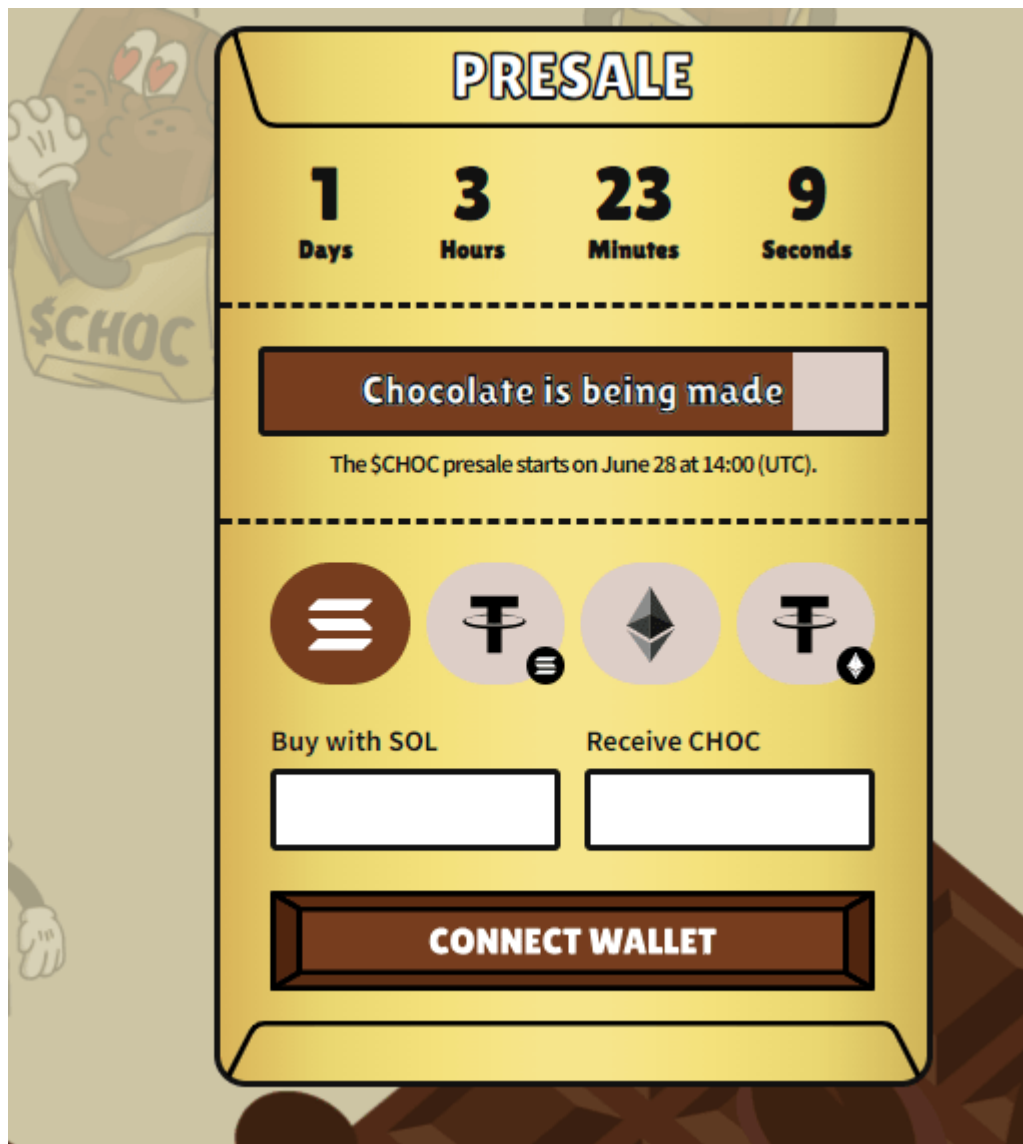 PRESALE
1 3 23 9
Days Hours Minutes Seconds
$CHOC
Chocolate is being made
The $CHOC presale starts on June 28 at 14:00 (UTC).
Buy with SOL Receive CHOC
CONNECT WALLET